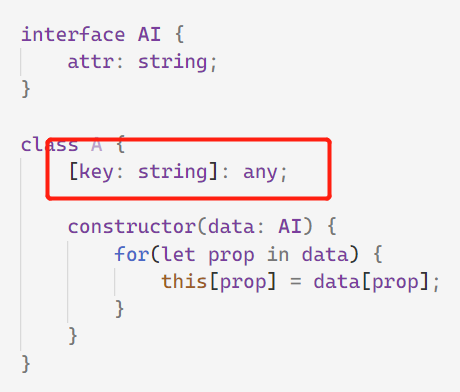 interface AI {
    attr: string;
}
class A {
    [key: string]: any;
    constructor(data: AI) {
        for(let prop in data) {
            this[prop] = data[prop];
        }
    }
}